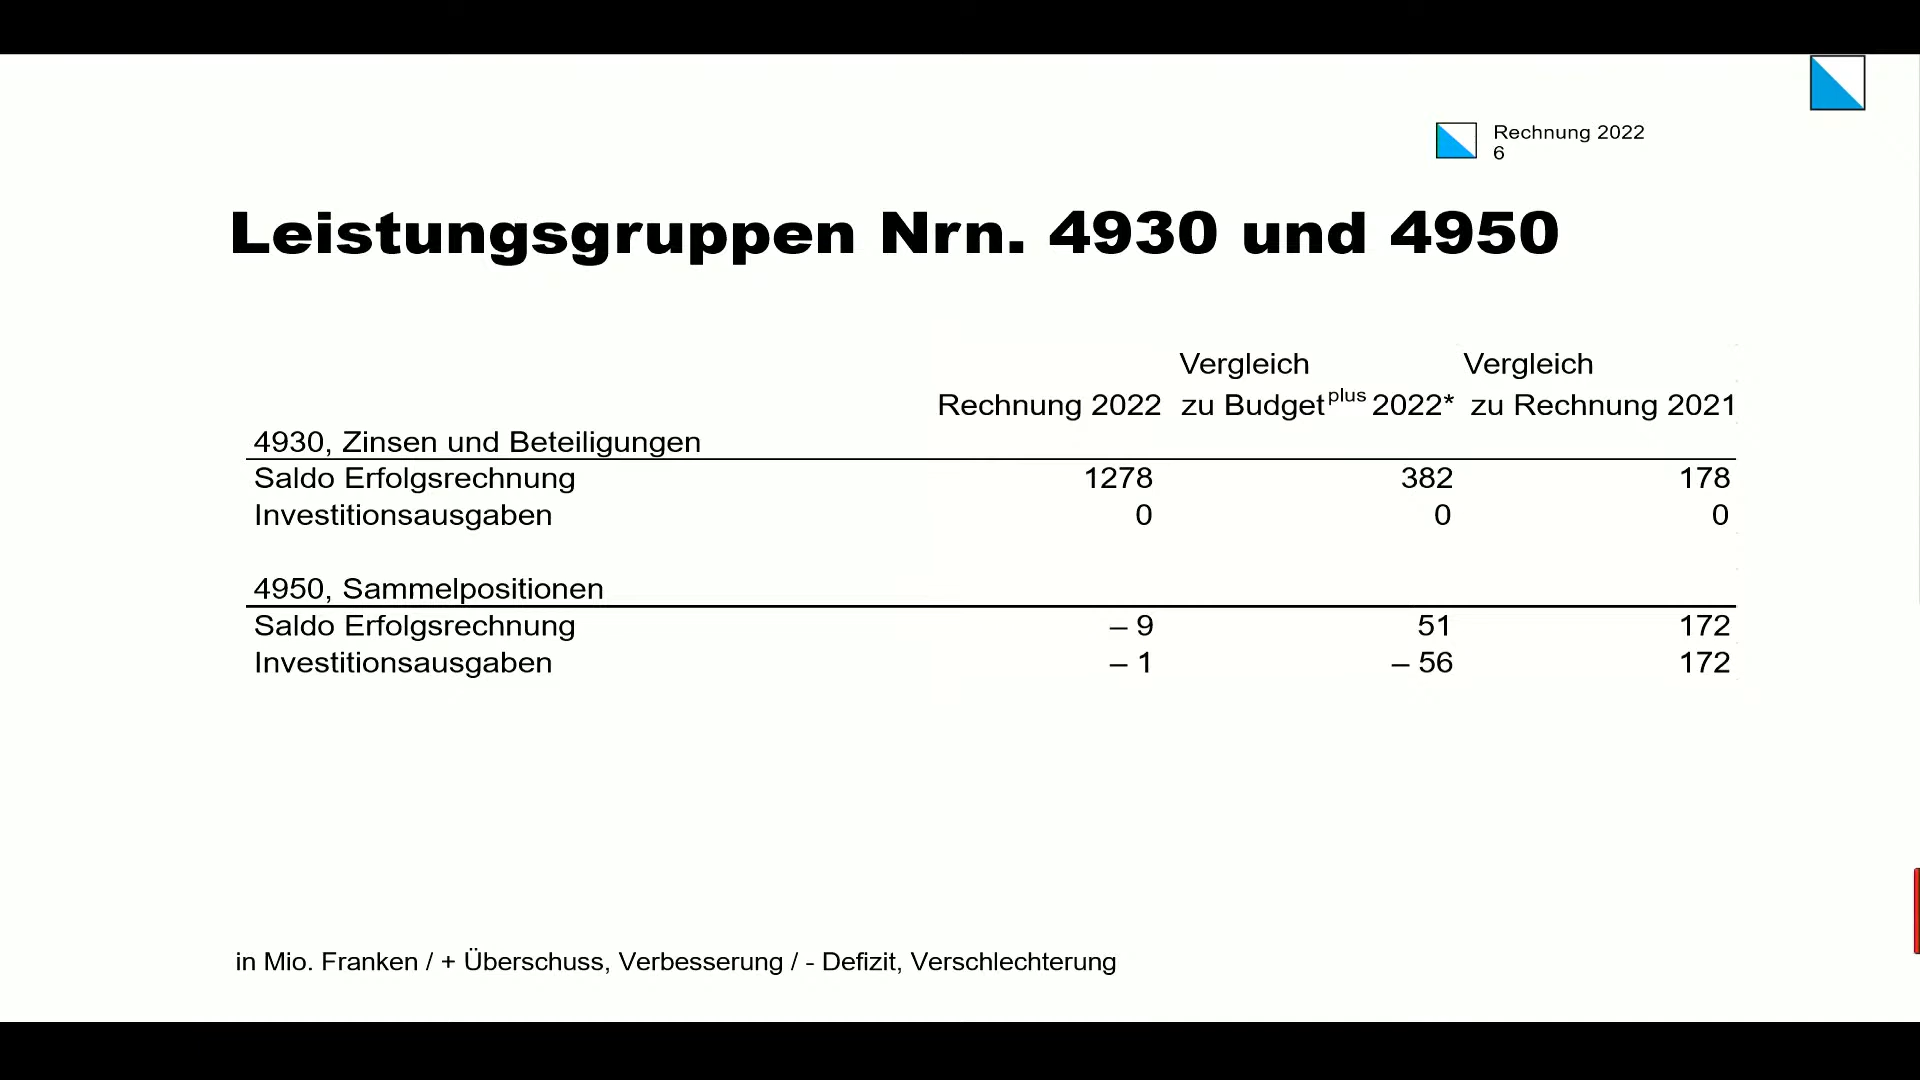 Rechnung 2022
6
Leistungsgruppen Nrn. 4930 und 4950
Vergleich Vergleich
Rechnung 2022 zu Budgetplus 2022* zu Rechnung 2021
4930, Zinsen und Beteiligungen
Saldo Erfolgsrechnung 1278 382 178
Investitionsausgaben 0 0 0
4950, Sammelpositionen
Saldo Erfolgsrechnung – 9 51 172
Investitionsausgaben – 1 – 56 172
in Mio. Franken / + Überschuss, Verbesserung / - Defizit, Verschlechterung